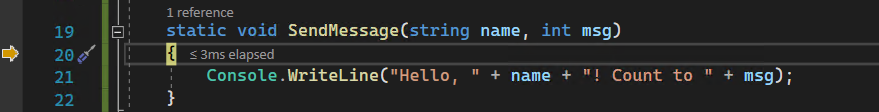 1 reference
19 static void SendMessage(string name, int msg)
20 { ≤ 3ms elapsed
21 Console.WriteLine("Hello, " + name + "! Count to " + msg);
22 }